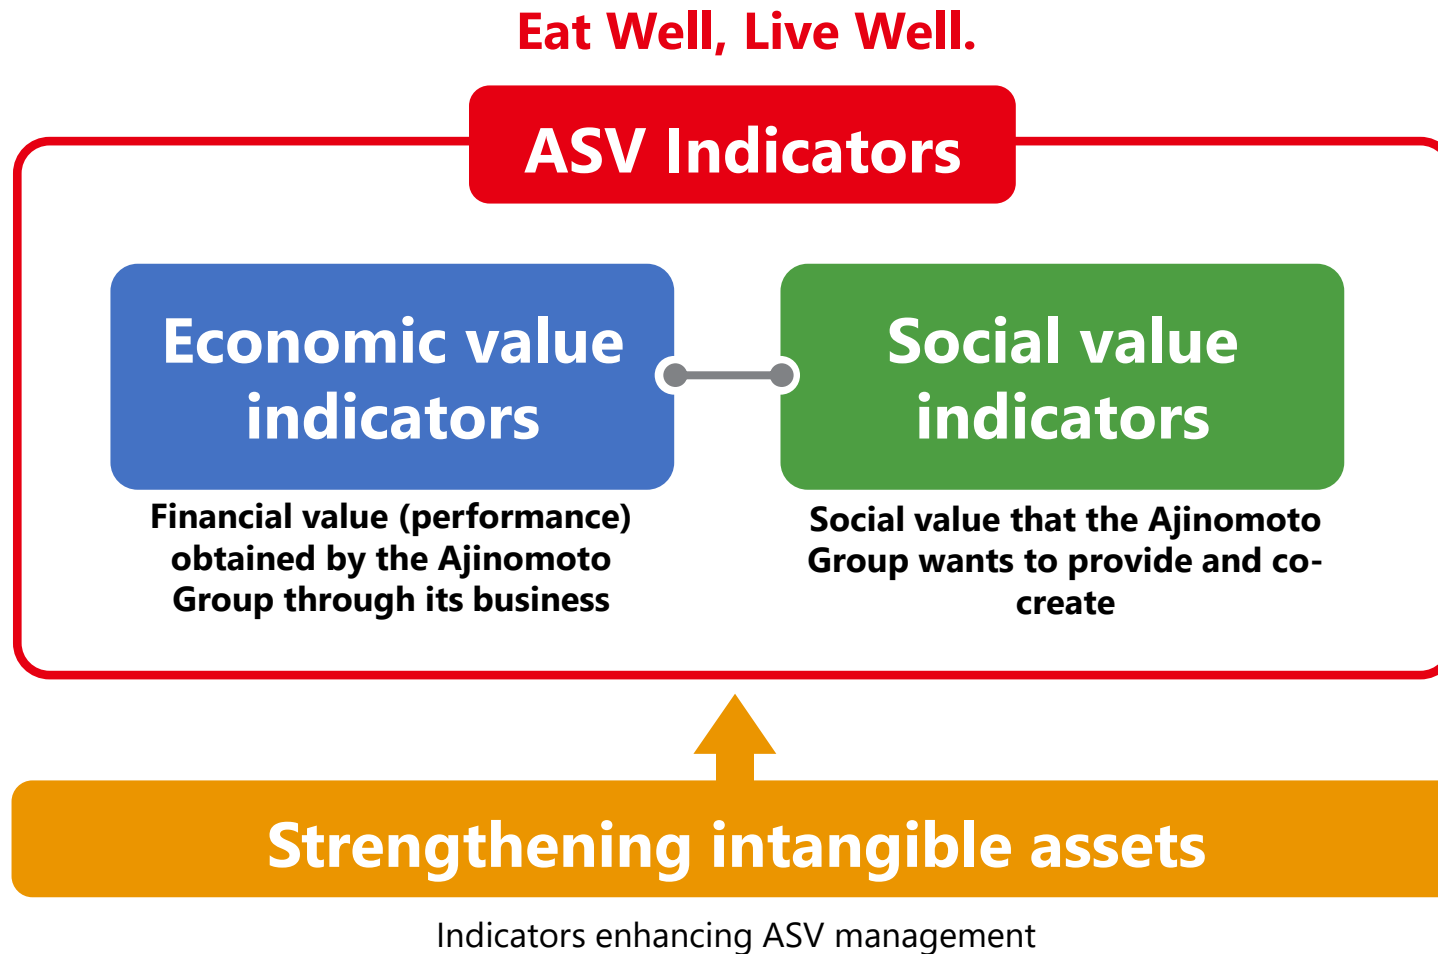 Eat Well, Live Well.
ASV Indicators
Economic value
indicators
Financial value (performance)
obtained by the Ajinomoto
Group through its business
Social value
indicators
Social value that the Ajinomoto
Group wants to provide and co-
create
Strengthening intangible assets
Indicators enhancing ASV management